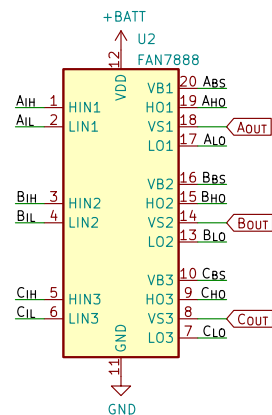 +BATT
U2
FAN7888
12
VDD
20 VB1 ABS
AIH 1 HIN1 HO1 19 AHO
AIL 2 LIN1 VS1 18 AOUT
LO1 17 ALO
VB2 16 BBS
BIH 3 HIN2 HO2 15 BHO
BIL 4 LIN2 VS2 14 BOUT
LO2 13 BLO
VB3 10 CBS
CIH 5 HIN3 HO3 9 CHO
CIL 6 LIN3 VS3 8 COUT
LO3 7 CLO
GND
11
GND